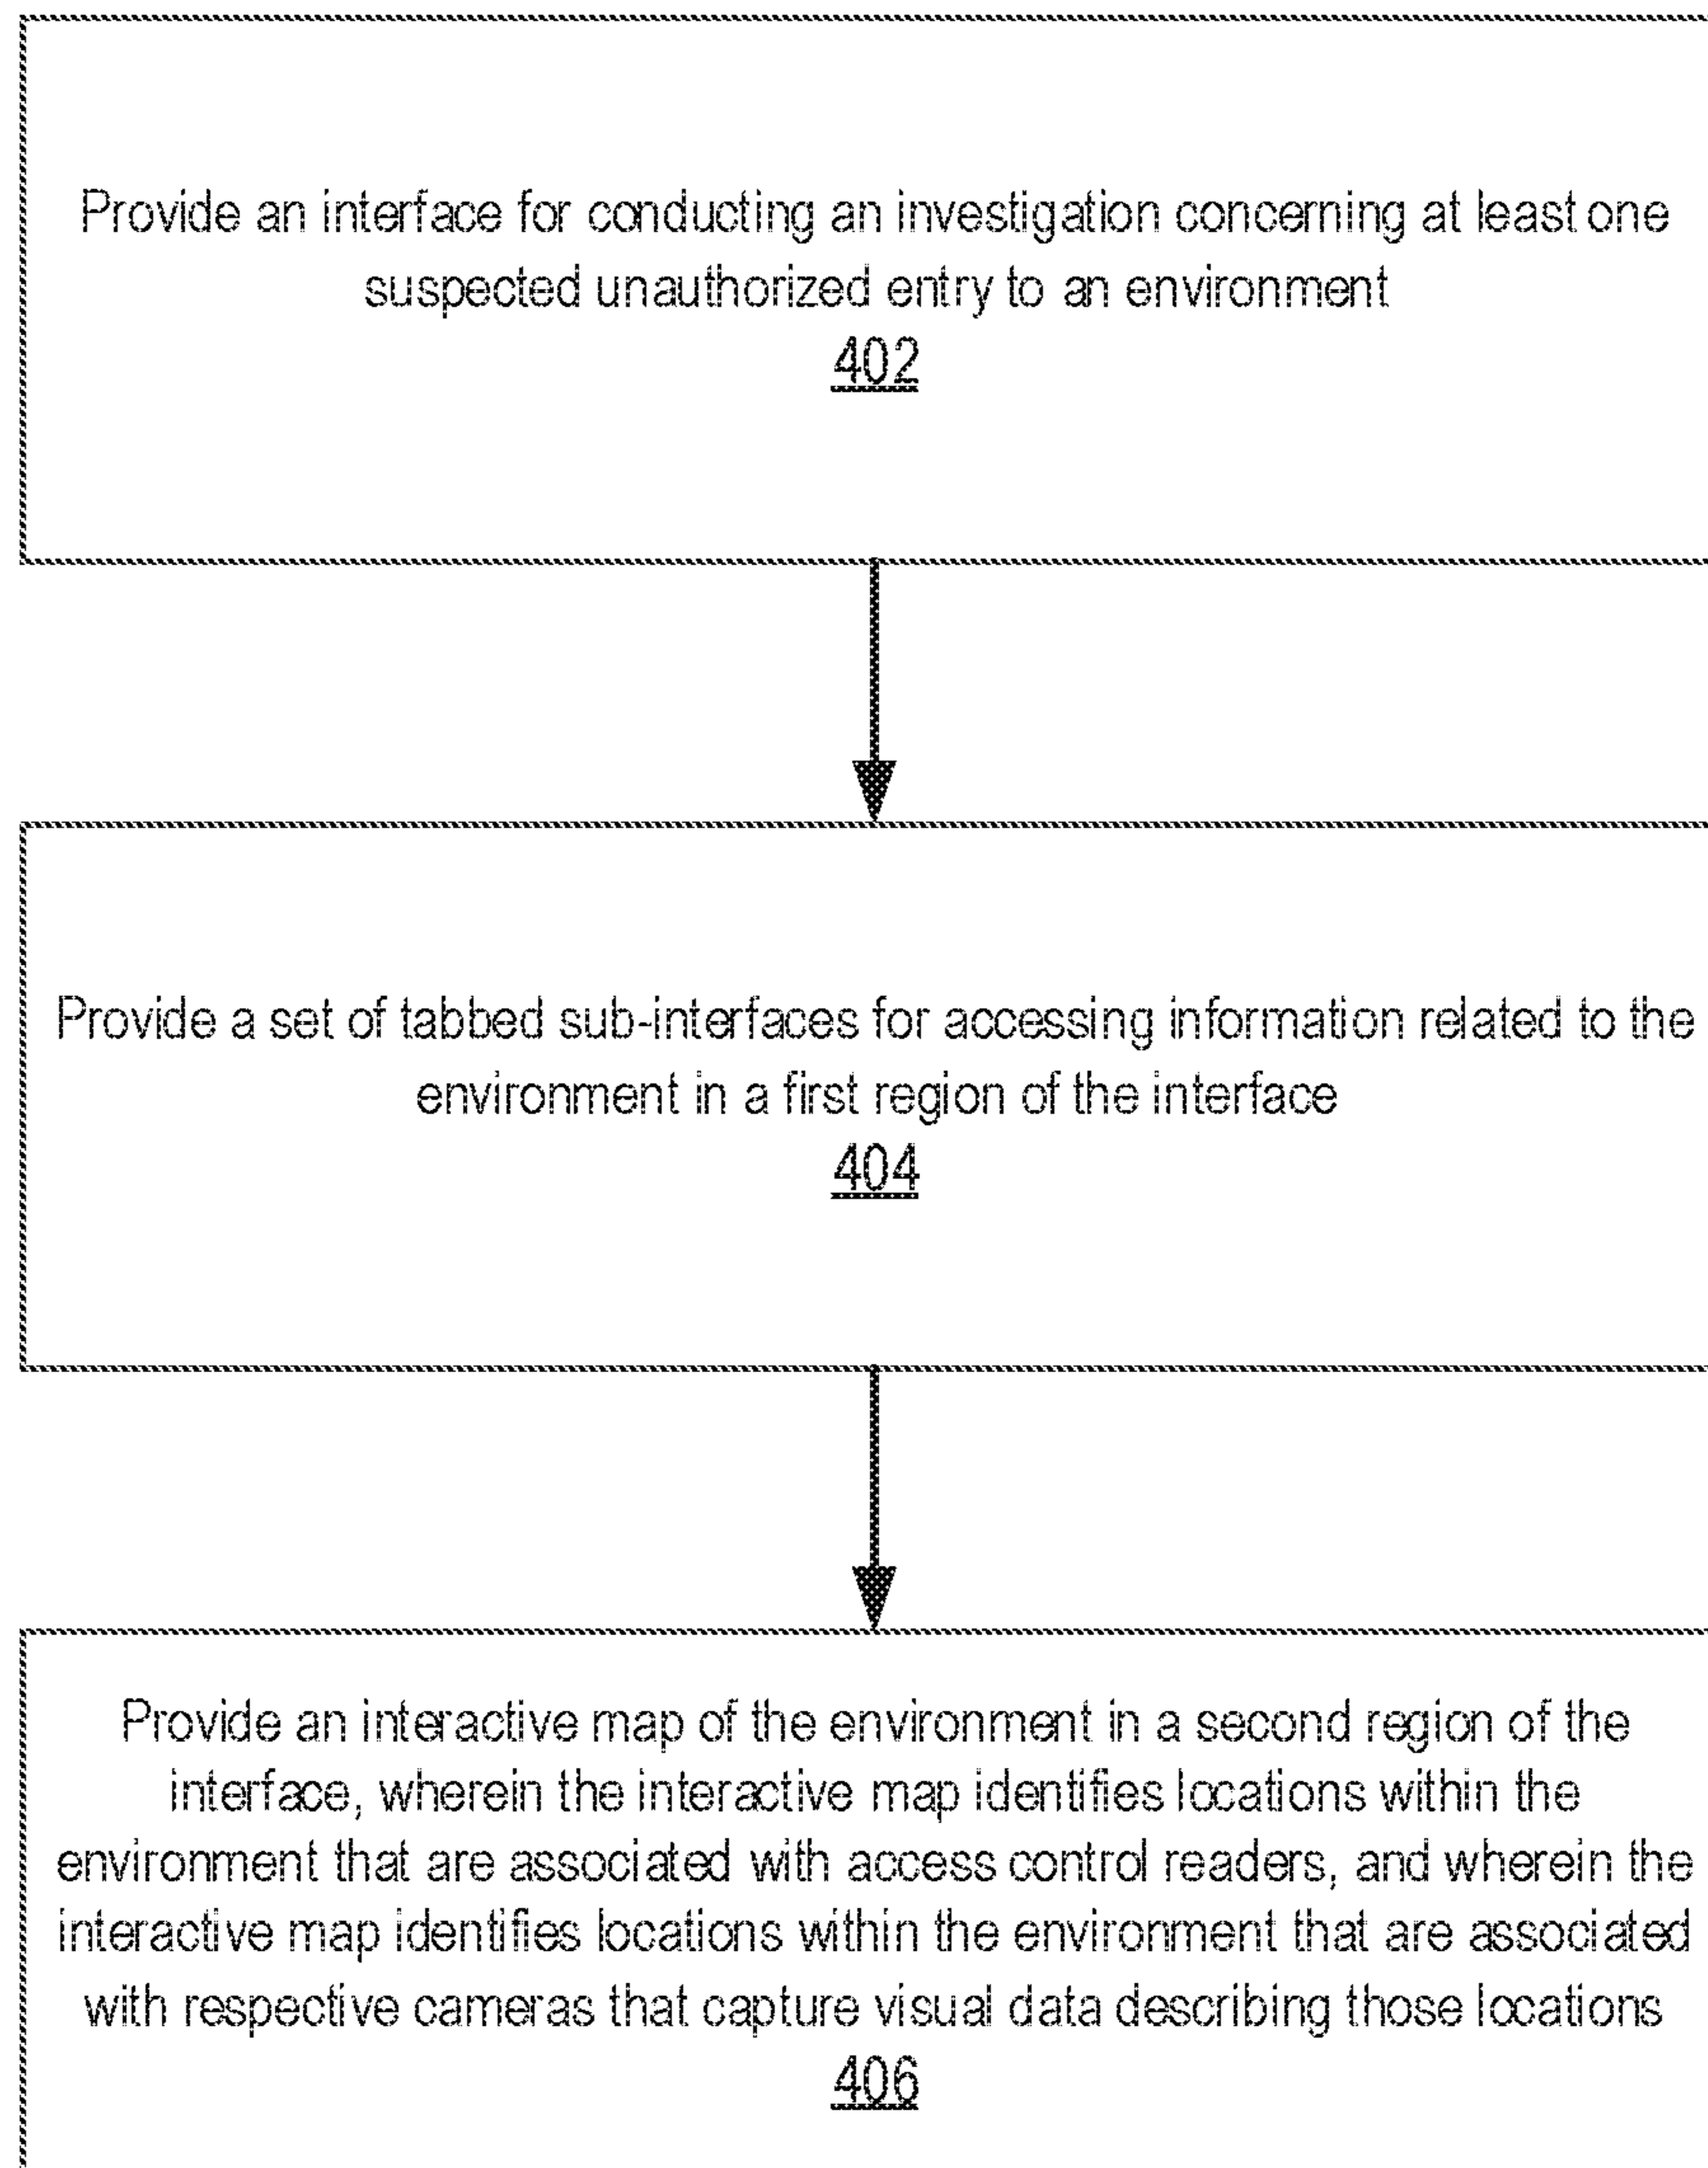 Provide an interface for conducting an investigation concerning at least one
suspected unauthorized entry to an environment
402
Provide a set of tabbed sub-interfaces for accessing information related to the
environment in a first region of the interface
404
Provide an interactive map of the environment in a second region of the
interface, wherein the interactive map identifies locations within the
environment that are associated with access control readers, and wherein the
interactive map identifies locations within the environment that are associated
with respective cameras that capture visual data describing those locations
406